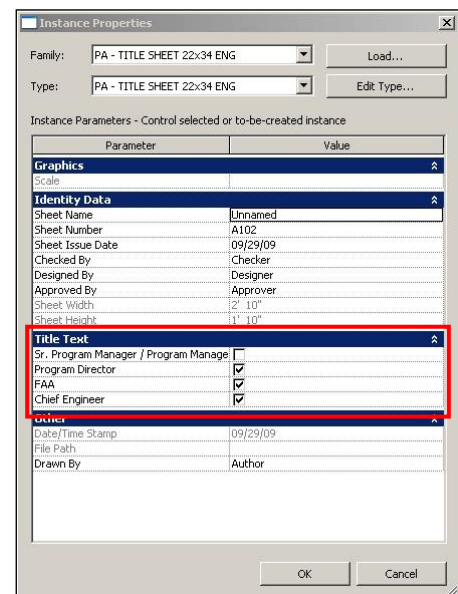 Instance Properties
Family: PA - TITLE SHEET 22x34 ENG Load...
Type: PA - TITLE SHEET 22x34 ENG Edit Type...
Instance Parameters - Control selected or to-be-created instance
Parameter Value
Graphics
Scale
Identity Data
Sheet Name Unnamed
Sheet Number A102
Sheet Issue Date 09/29/09
Checked By Checker
Designed By Designer
Approved By Approver
Sheet Width 2' 10"
Sheet Height 1' 10"
Title Text
Sr. Program Manager / Program Manage
Program Director
FAA
Chief Engineer
Other
Date/Time Stamp 09/29/09
File Path
Drawn By Author
OK Cancel